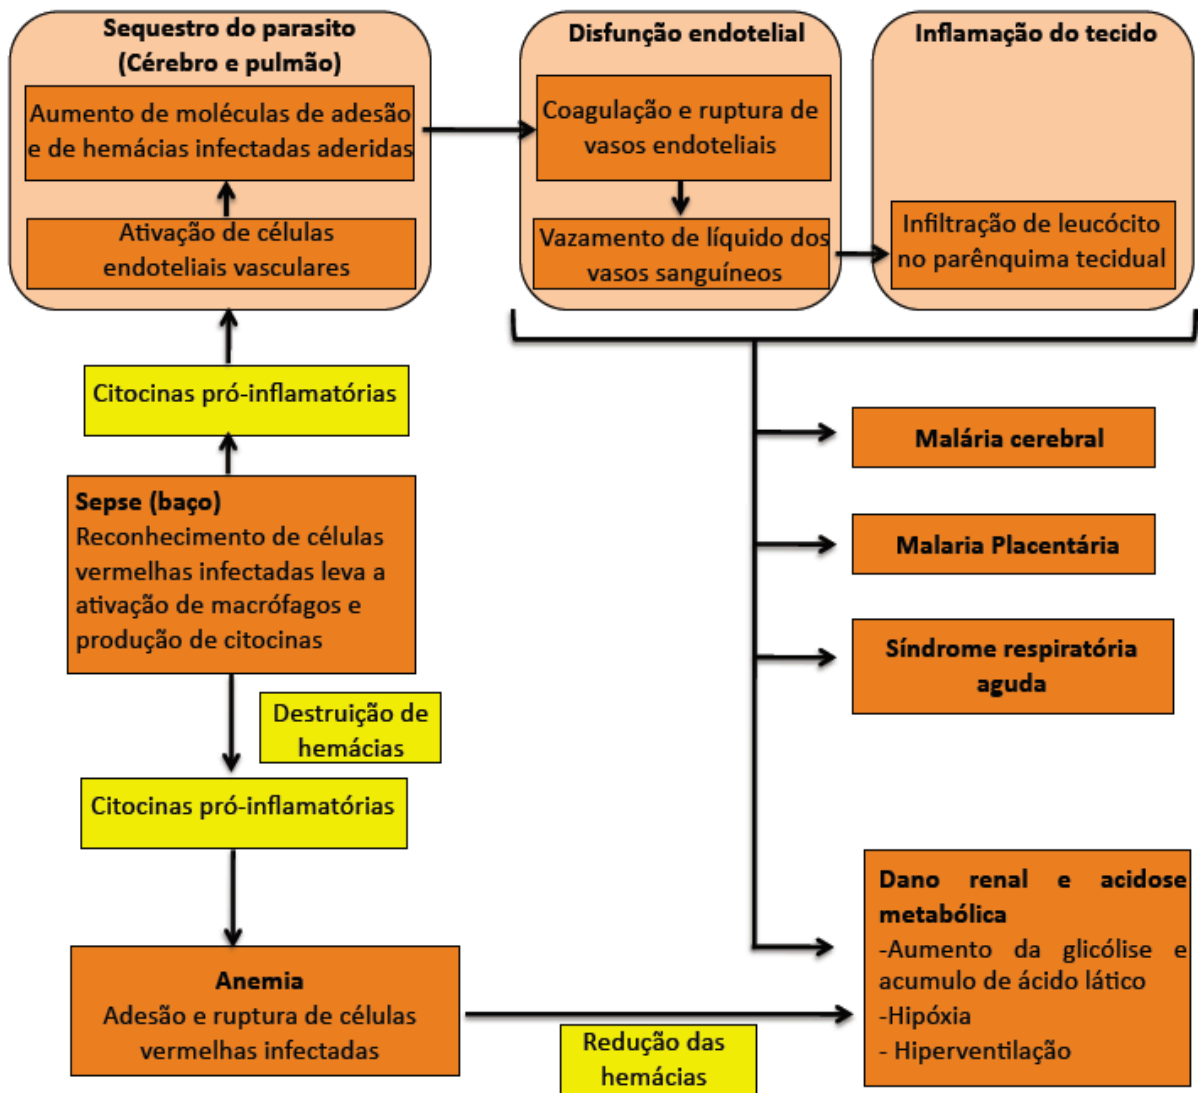 Sequestro do parasito
(Cérebro e pulmão)
Aumento de moléculas de adesão
e de hemácias infectadas aderidas
Ativação de células
endoteliais vasculares
Disfunção endotelial
Coagulação e ruptura de
vasos endoteliais
Vazamento de líquido dos
vasos sanguíneos
Inflamação do tecido
Infiltração de leucócito
no parênquima tecidual
Citocinas pró-inflamatórias
Sepse (baço)
Reconhecimento de células
vermelhas infectadas leva a
ativação de macrófagos e
produção de citocinas
Destruição de
hemácias
Citocinas pró-inflamatórias
Anemia
Adesão e ruptura de células
vermelhas infectadas
Redução das
hemácias
Malária cerebral
Malaria Placentária
Síndrome respiratória
aguda
Dano renal e acidose
metabólica
-Aumento da glicólise e
acumulo de ácido lático
-Hipóxia
- Hiperventilação